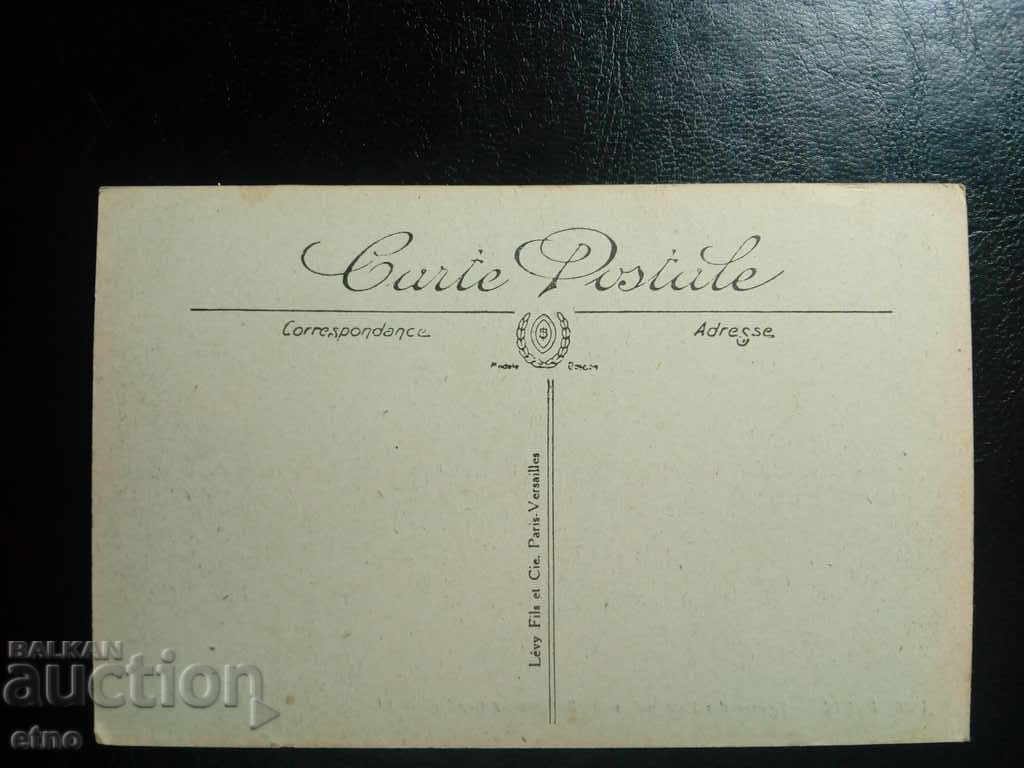 Carte Postale
Correspondance
Adresse
Lévy Fils et Cie. Paris-Versailles
BALKAN
auction
etno